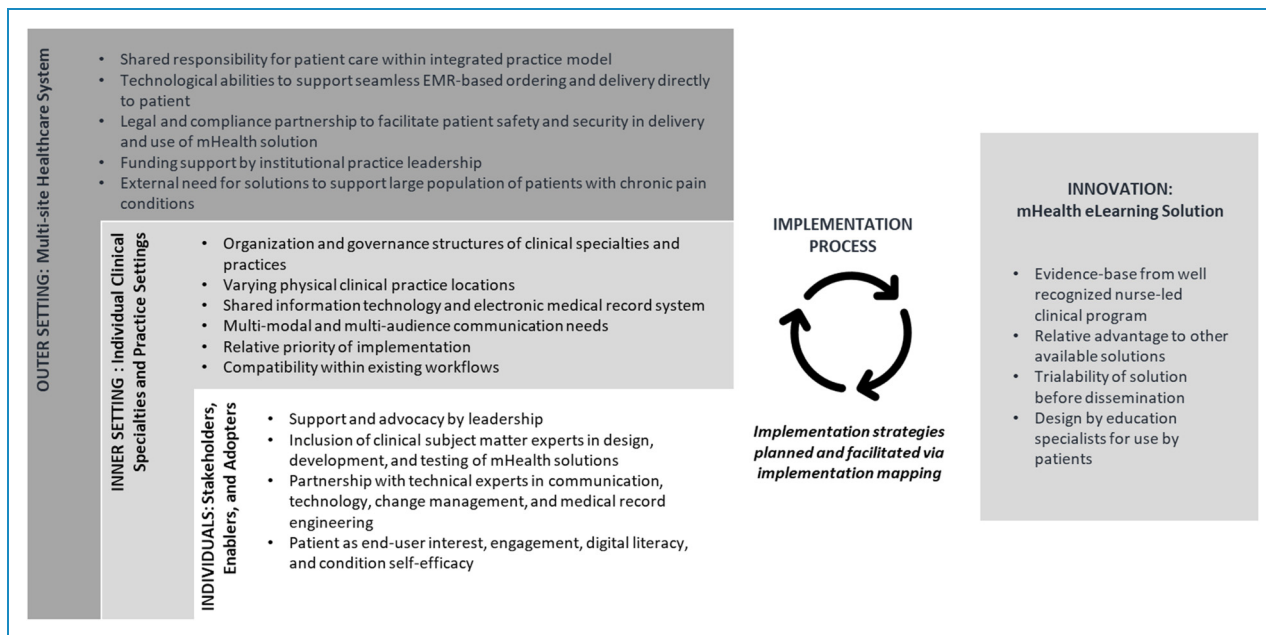 OUTER SETTING: Multi-site Healthcare System
• Shared responsibility for patient care within integrated practice model
• Technological abilities to support seamless EMR-based ordering and delivery directly
to patient
• Legal and compliance partnership to facilitate patient safety and security in delivery
and use of mHealth solution
• Funding support by institutional practice leadership
• External need for solutions to support large population of patients with chronic pain
conditions
INNER SETTING : Individual Clinical
Specialties and Practice Settings
• Organization and governance structures of clinical specialties and
practices
• Varying physical clinical practice locations
• Shared information technology and electronic medical record system
• Multi-modal and multi-audience communication needs
• Relative priority of implementation
• Compatibility within existing workflows
INDIVIDUALS: Stakeholders,
Enablers, and Adopters
• Support and advocacy by leadership
• Inclusion of clinical subject matter experts in design,
development, and testing of mHealth solutions
• Partnership with technical experts in communication,
technology, change management, and medical record
engineering
• Patient as end-user interest, engagement, digital literacy,
and condition self-efficacy
IMPLEMENTATION
PROCESS
Implementation strategies
planned and facilitated via
implementation mapping
INNOVATION:
mHealth eLearning Solution
• Evidence-base from well
recognized nurse-led
clinical program
• Relative advantage to other
available solutions
• Trialability of solution
before dissemination
• Design by education
specialists for use by
patients